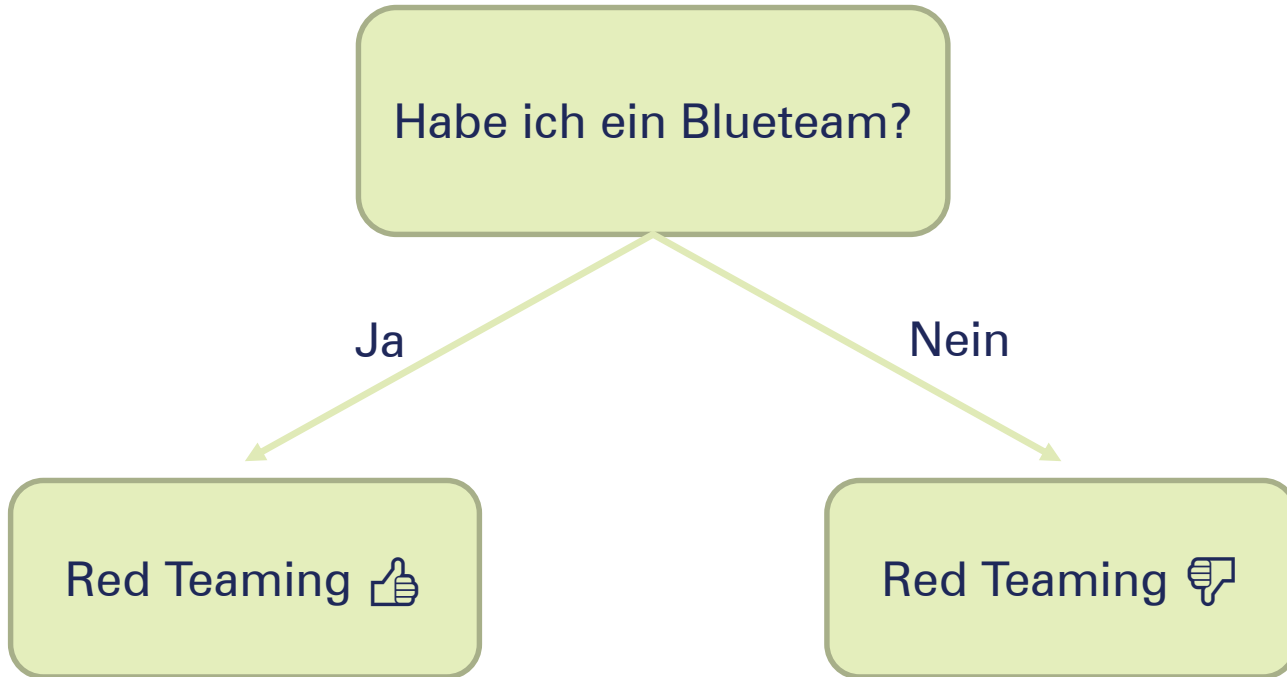 Habe ich ein Blueteam?
Ja
Nein
Red Teaming 👍
Red Teaming 👎